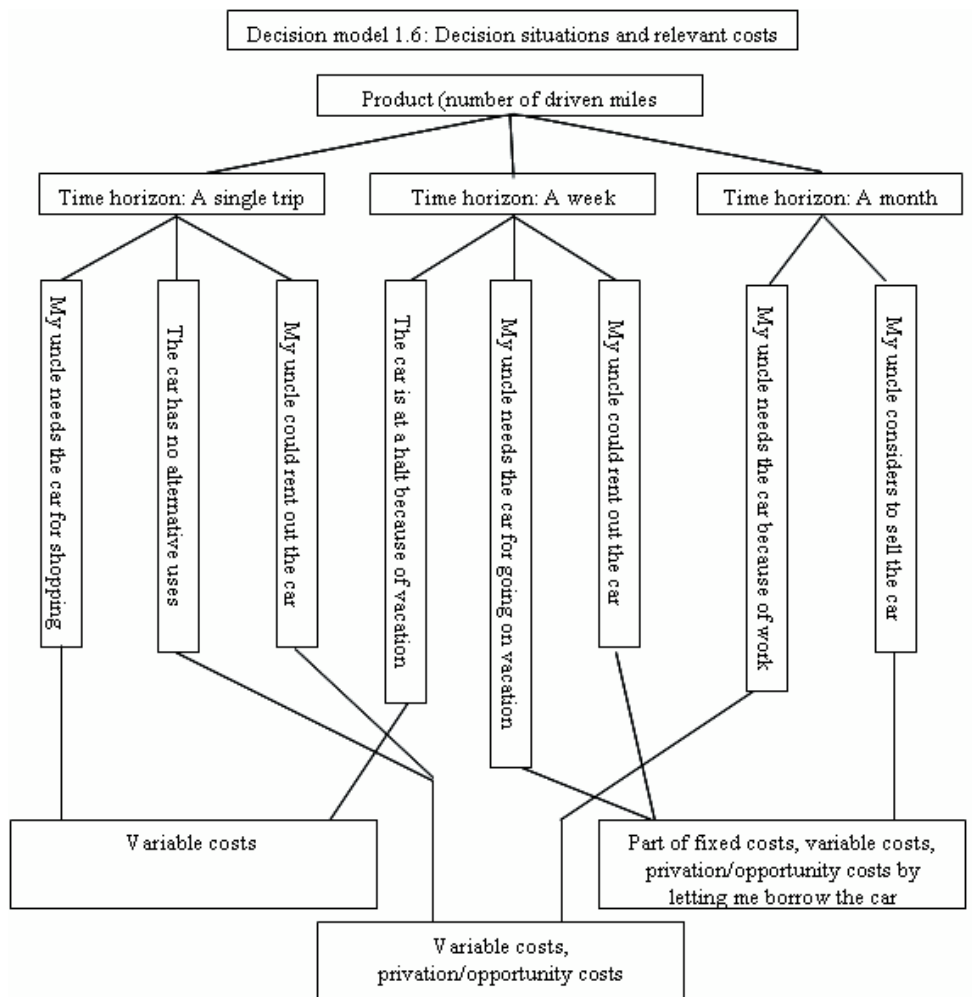 Decision model 1.6: Decision situations and relevant costs
Product (number of driven miles
Time horizon: A single trip
Time horizon: A week
Time horizon: A month
My uncle needs the car for shopping
The car has no alternative uses
My uncle could rent out the car
The car is at a halt because of vacation
My uncle needs the car for going on vacation
My uncle could rent out the car
My uncle needs the car because of work
My uncle considers to sell the car
Variable costs
Part of fixed costs, variable costs,
privation/opportunity costs by
letting me borrow the car
Variable costs,
privation/opportunity costs